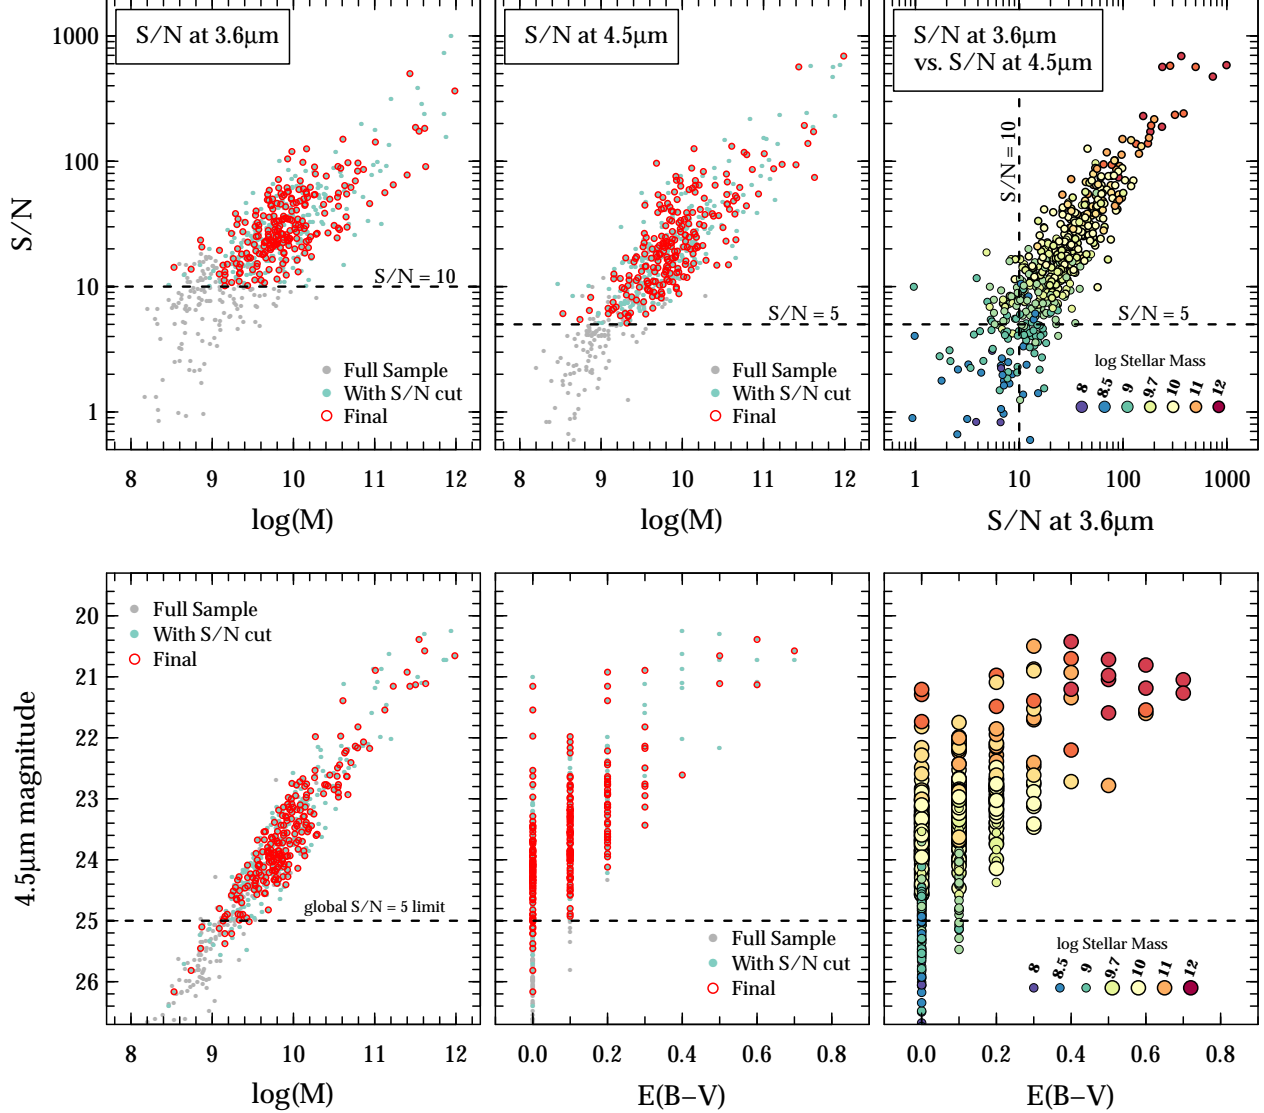 S/N at 3.6μm
S/N at 4.5μm
S/N at 3.6μm
vs. S/N at 4.5μm
S/N
1000
100
10
1
S/N = 10
Full Sample
With S/N cut
Final
8 9 10 11 12
log(M)
S/N = 5
Full Sample
With S/N cut
Final
8 9 10 11 12
log(M)
S/N = 10
S/N = 5
log Stellar Mass
8 8.5 9 9.7 10 11 12
1 10 100 1000
S/N at 3.6μm
4.5μm magnitude
20
21
22
23
24
25
26
Full Sample
With S/N cut
Final
global S/N = 5 limit
8 9 10 11 12
log(M)
Full Sample
With S/N cut
Final
0.0 0.2 0.4 0.6 0.8
E(B−V)
log Stellar Mass
8 8.5 9 9.7 10 11 12
0.0 0.2 0.4 0.6 0.8
E(B−V)